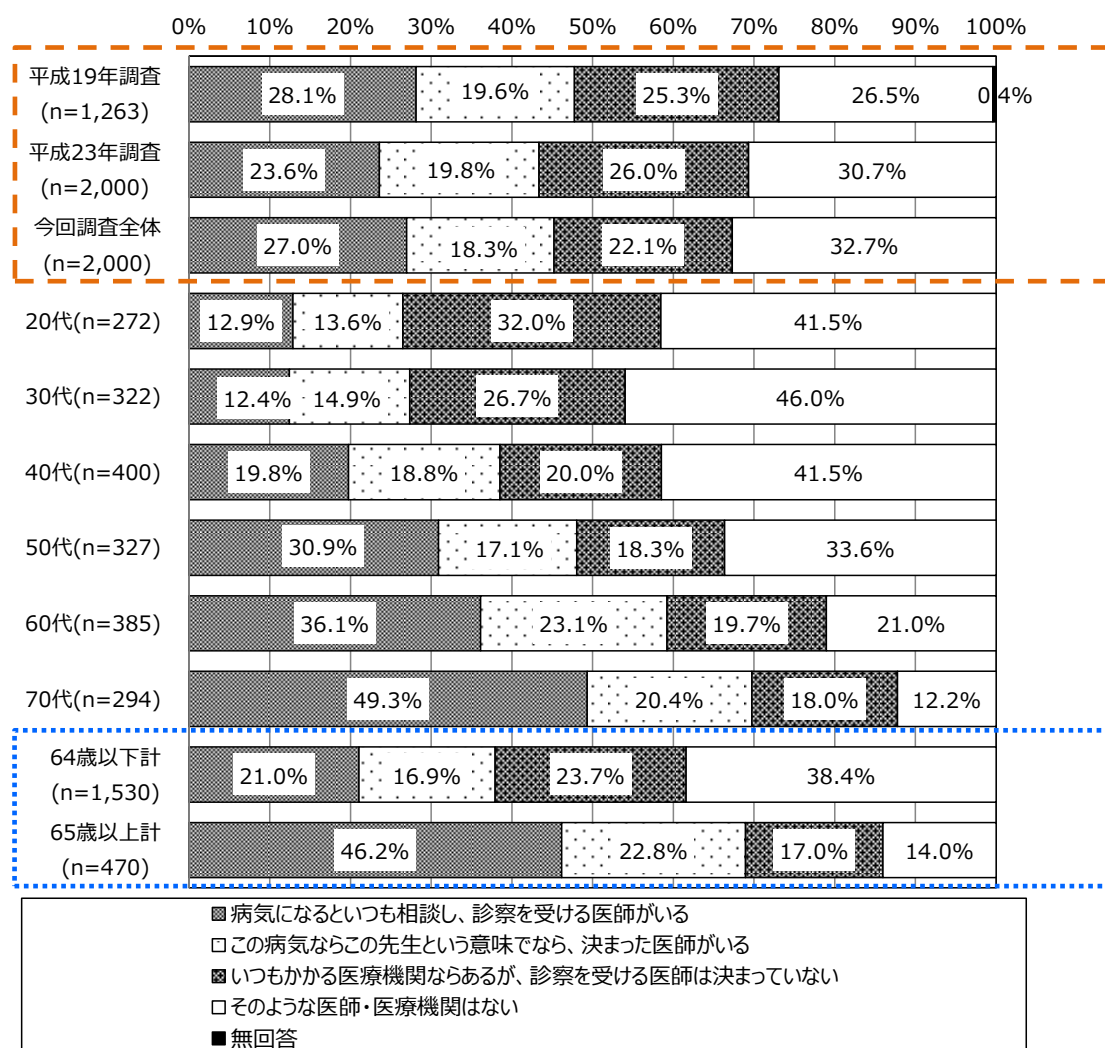 0% 10% 20% 30% 40% 50% 60% 70% 80% 90% 100%
平成19年調査
(n=1,263)
28.1% 19.6% 25.3% 26.5% 0.4%
平成23年調査
(n=2,000)
23.6% 19.8% 26.0% 30.7%
今回調査全体
(n=2,000)
27.0% 18.3% 22.1% 32.7%
20代(n=272) 12.9% 13.6% 32.0% 41.5%
30代(n=322) 12.4% 14.9% 26.7% 46.0%
40代(n=400) 19.8% 18.8% 20.0% 41.5%
50代(n=327) 30.9% 17.1% 18.3% 33.6%
60代(n=385) 36.1% 23.1% 19.7% 21.0%
70代(n=294) 49.3% 20.4% 18.0% 12.2%
64歳以下計
(n=1,530)
21.0% 16.9% 23.7% 38.4%
65歳以上計
(n=470)
46.2% 22.8% 17.0% 14.0%
病気になるといつも相談し、診察を受ける医師がいる
この病気ならこの先生という意味でなら、決まった医師がいる
いつもかかる医療機関ならあるが、診察を受ける医師は決まっていない
そのような医師・医療機関はない
無回答